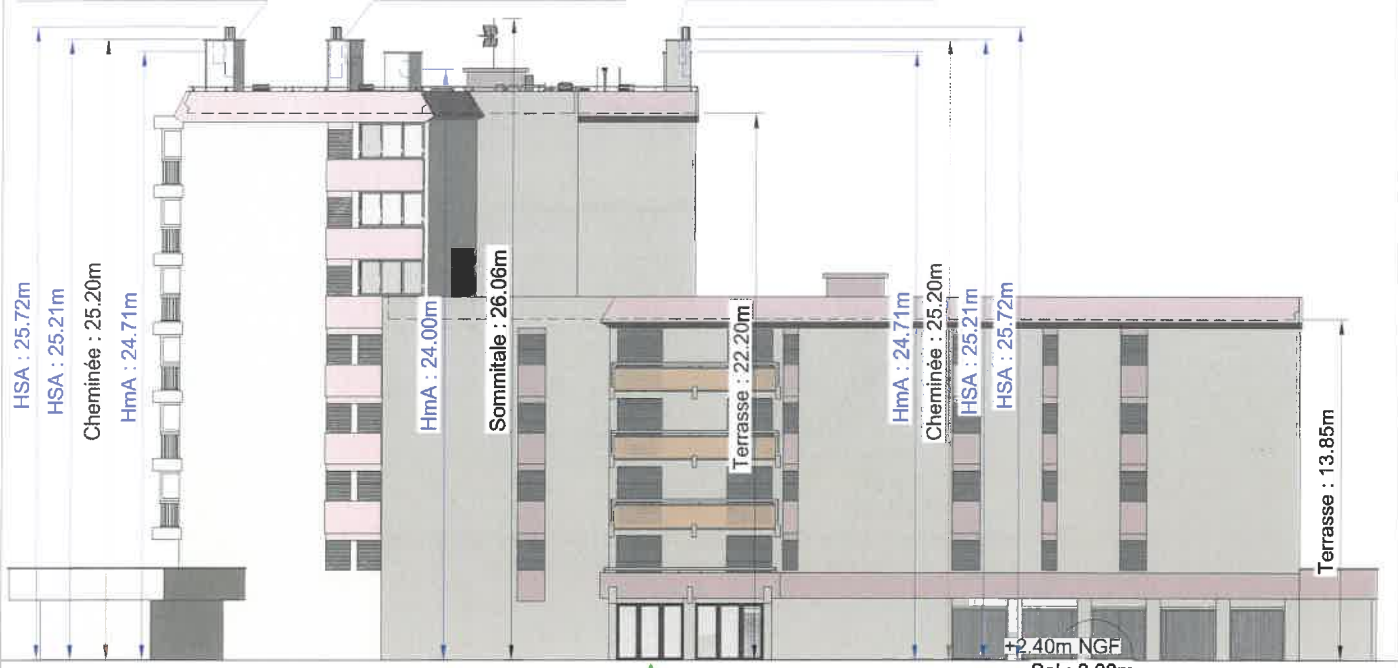 HSA : 25.72m
HSA : 25.21m
Cheminée : 25.20m
HmA : 24.71m
HmA : 24.00m
Sommitale : 26.06m
Terrasse : 22.20m
HmA : 24.71m
Cheminée : 25.20m
HSA : 25.21m
HSA : 25.72m
Terrasse : 13.85m
+2.40m NGF